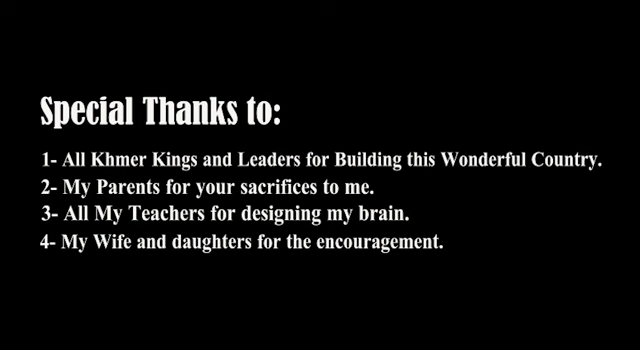 Special Thanks to:
1- All Khmer Kings and Leaders for Building this Wonderful Country.
2- My Parents for your sacrifices to me.
3- All My Teachers for designing my brain.
4- My Wife and daughters for the encouragement.